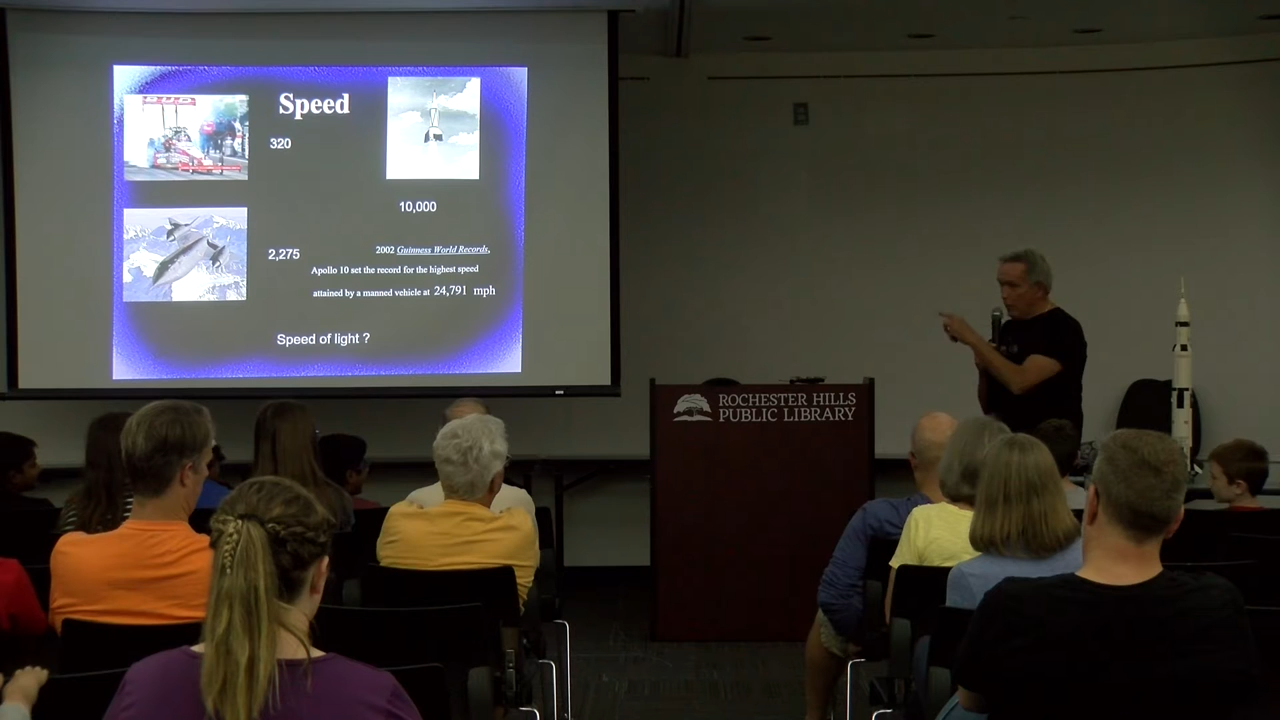 Speed
320
10,000
2,275
2002 Guinness World Records,
Apollo 10 set the record for the highest speed
attained by a manned vehicle at 24,791 mph
Speed of light ?
ROCHESTER HILLS
PUBLIC LIBRARY